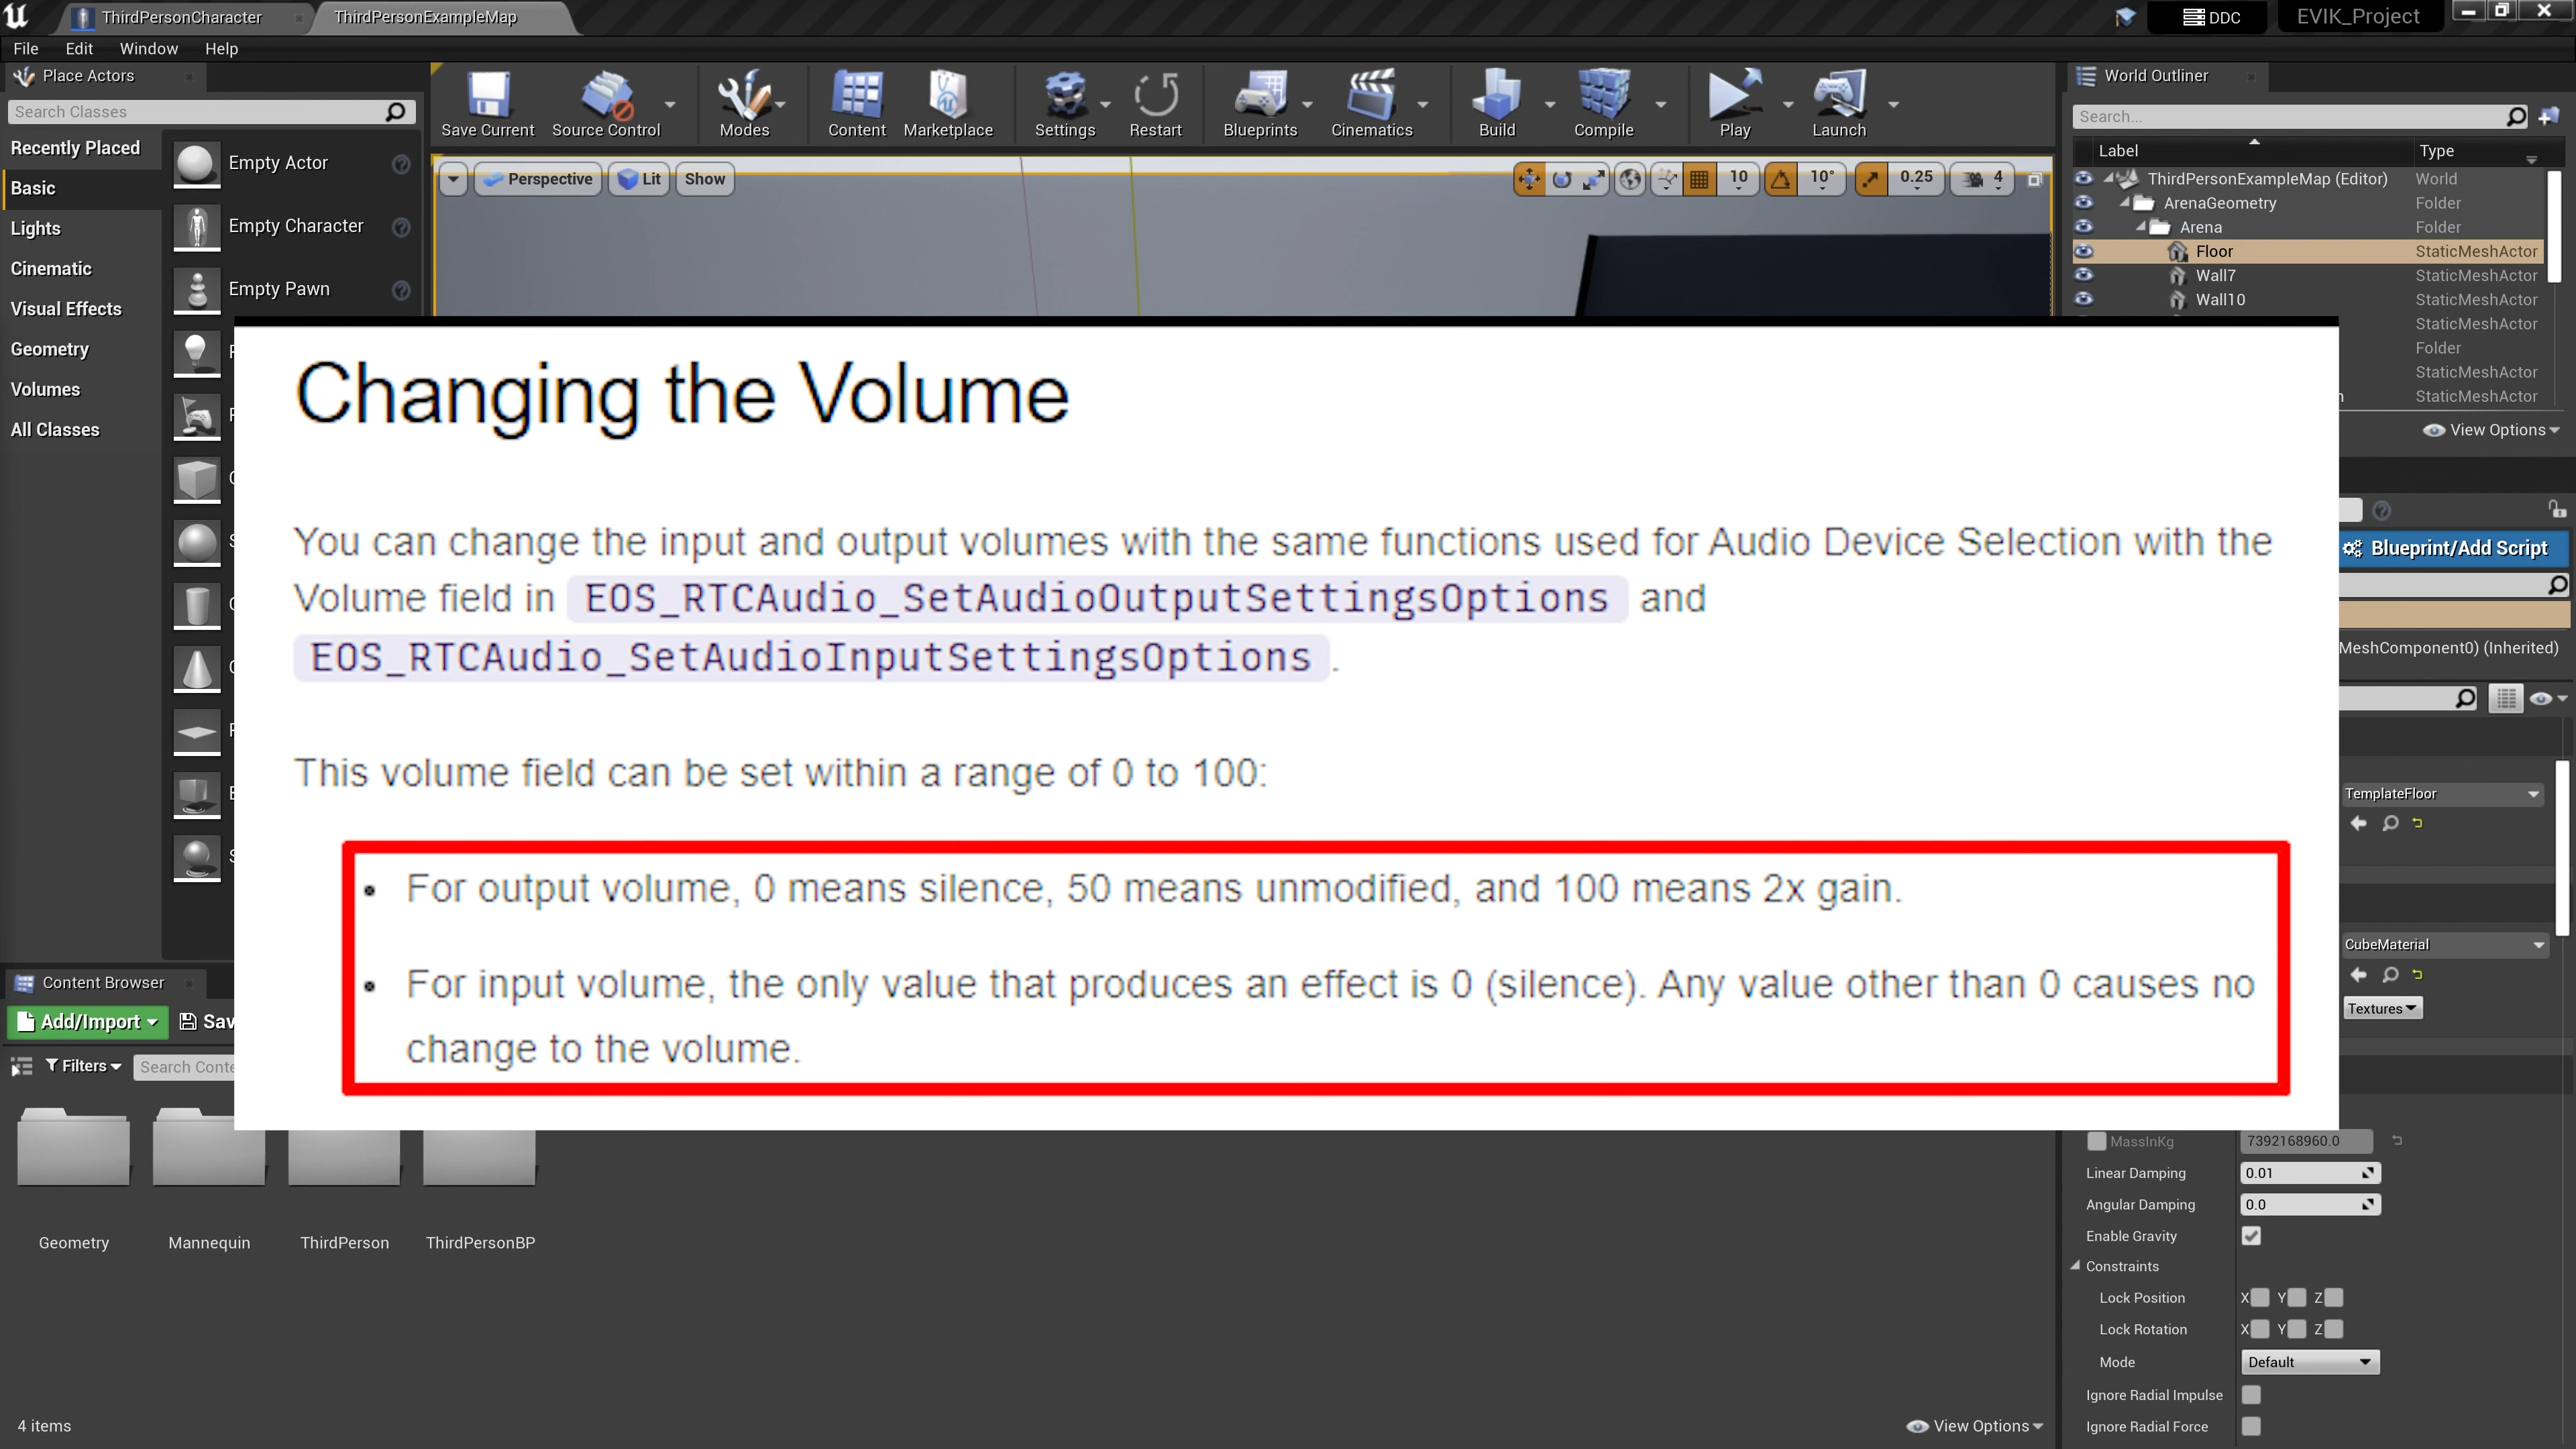 ThirdPersonCharacter
ThirdPersonExampleMap
DDC
EVIK_Project
File Edit Window Help
Place Actors
Search Classes
Recently Placed
Basic
Lights
Cinematic
Visual Effects
Geometry
Volumes
All Classes
Empty Actor
Empty Character
Empty Pawn
Save Current
Source Control
Modes
Content
Marketplace
Settings
Restart
Blueprints
Cinematics
Build
Compile
Play
Launch
Perspective
Lit
Show
10
10°
0.25
4
World Outliner
Search...
Label Type
ThirdPersonExampleMap (Editor) World
ArenaGeometry Folder
Arena Folder
Floor StaticMeshActor
Wall7 StaticMeshActor
Wall10 StaticMeshActor
StaticMeshActor
Folder
StaticMeshActor
StaticMeshActor
View Options
Blueprint/Add Script
MeshComponent0) (Inherited)
TemplateFloor
CubeMaterial
Textures
Changing the Volume
You can change the input and output volumes with the same functions used for Audio Device Selection with the
Volume field in EOS_RTCAudio_SetAudioOutputSettingsOptions and
EOS_RTCAudio_SetAudioInputSettingsOptions.
This volume field can be set within a range of 0 to 100:
• For output volume, 0 means silence, 50 means unmodified, and 100 means 2x gain.
• For input volume, the only value that produces an effect is 0 (silence). Any value other than 0 causes no
change to the volume.
Content Browser
Add/Import
Sav
Filters
Search Conte
Geometry
Mannequin
ThirdPerson
ThirdPersonBP
4 items
View Options
MassInKg 7392168960.0
Linear Damping 0.01
Angular Damping 0.0
Enable Gravity
Constraints
Lock Position X Y Z
Lock Rotation X Y Z
Mode Default
Ignore Radial Impulse
Ignore Radial Force